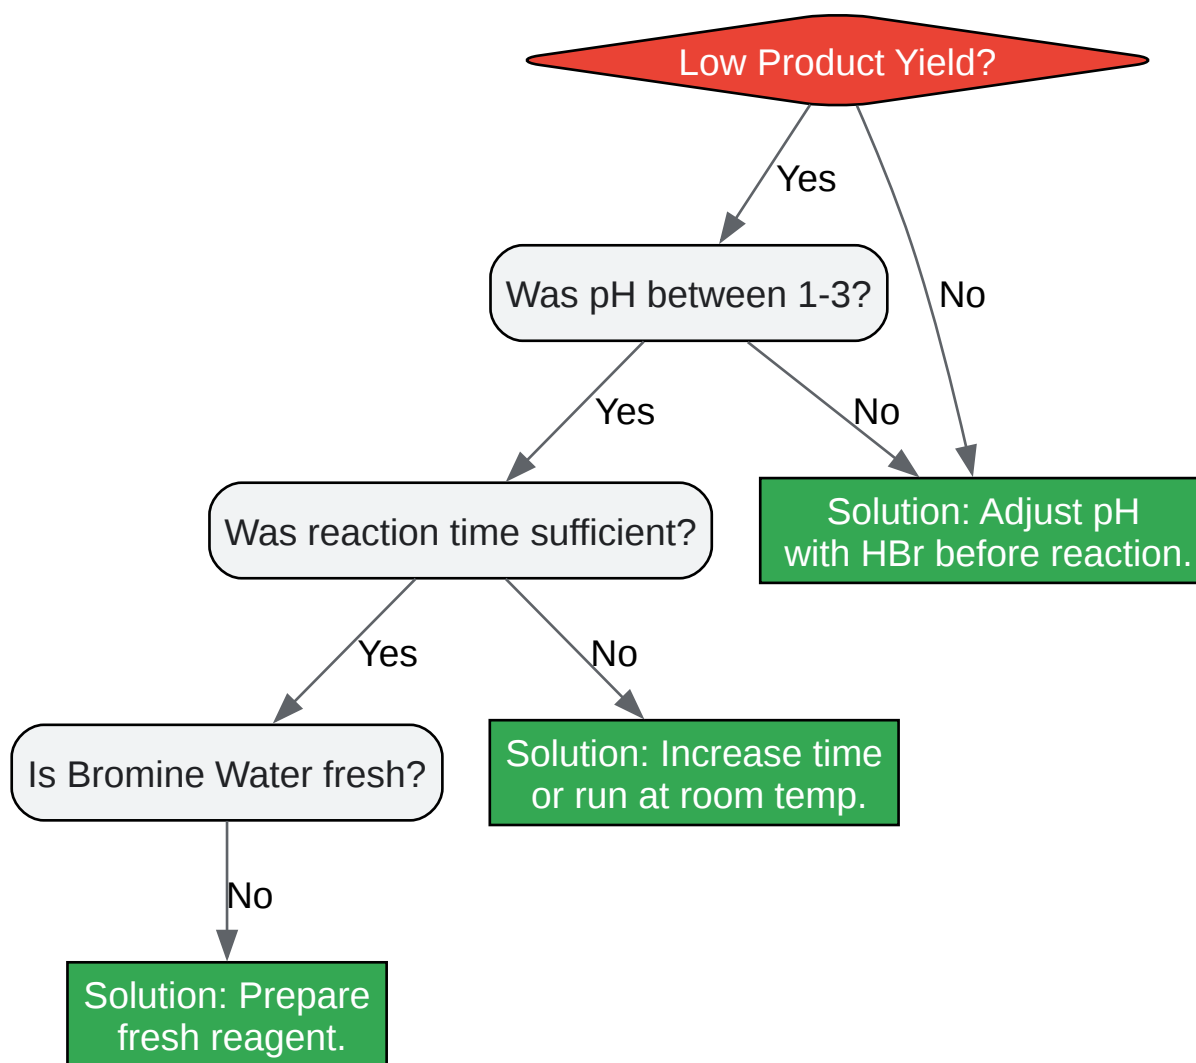 Low Product Yield?
Yes
Was pH between 1-3?
No
Yes
No
Solution: Adjust pH
with HBr before reaction.
Was reaction time sufficient?
Yes
No
Solution: Increase time
or run at room temp.
Is Bromine Water fresh?
No
Solution: Prepare
fresh reagent.